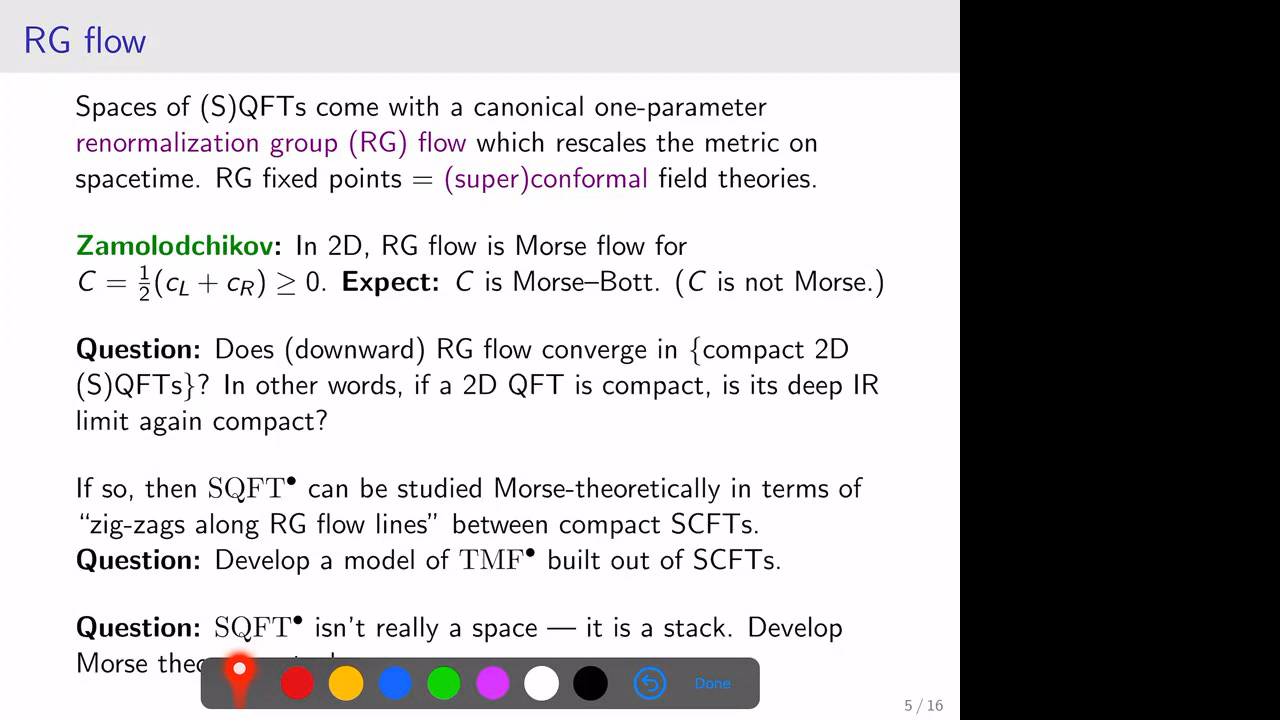 RG flow
Spaces of (S)QFTs come with a canonical one-parameter
renormalization group (RG) flow which rescales the metric on
spacetime. RG fixed points = (super)conformal field theories.
Zamolodchikov: In 2D, RG flow is Morse flow for
C = ½(c_L + c_R) ≥ 0. Expect: C is Morse–Bott. (C is not Morse.)
Question: Does (downward) RG flow converge in {compact 2D
(S)QFTs}? In other words, if a 2D QFT is compact, is its deep IR
limit again compact?
If so, then SQFT• can be studied Morse-theoretically in terms of
“zig-zags along RG flow lines” between compact SCFTs.
Question: Develop a model of TMF• built out of SCFTs.
Question: SQFT• isn't really a space — it is a stack. Develop
Morse
Done
5 / 16